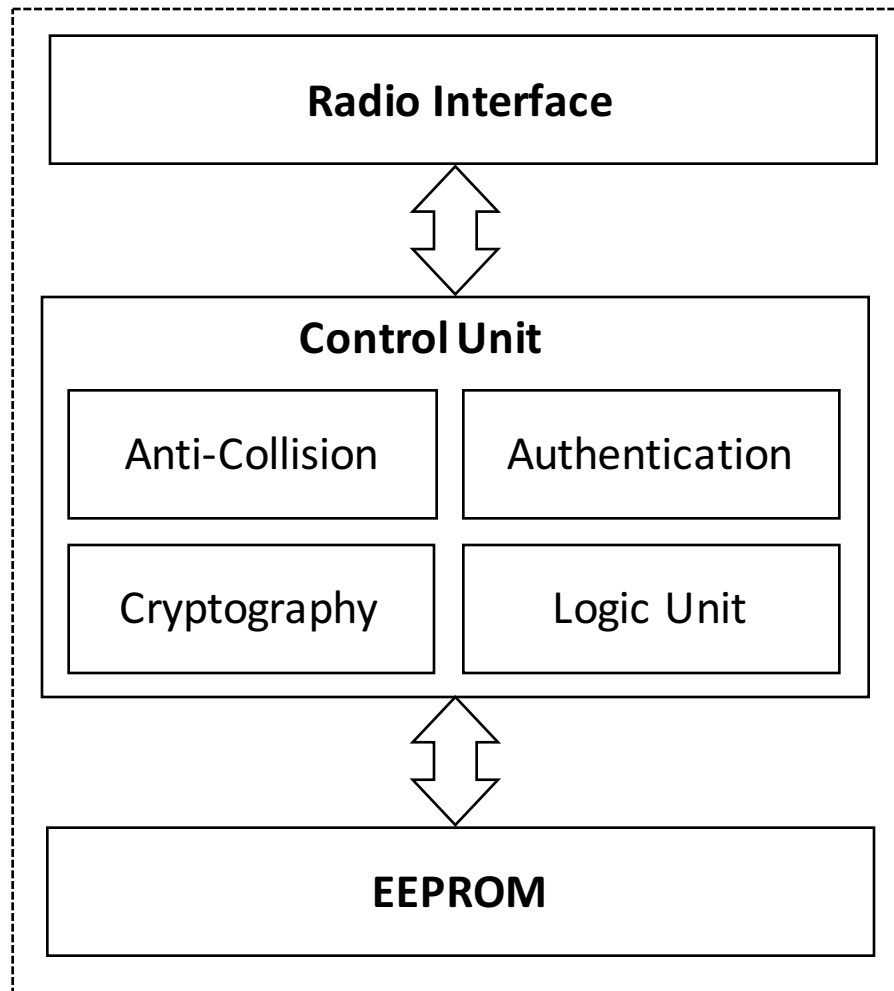 Radio Interface
Control Unit
Anti-Collision
Authentication
Cryptography
Logic Unit
EEPROM